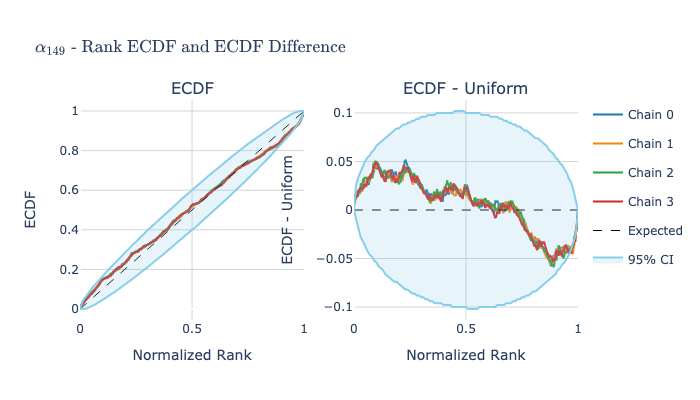 α149 - Rank ECDF and ECDF Difference
ECDF
ECDF - Uniform
ECDF
1
0.8
0.6
0.4
0.2
0
0
0.5
1
Normalized Rank
ECDF - Uniform
0.1
0.05
0
−0.05
−0.1
0
0.5
1
Normalized Rank
Chain 0
Chain 1
Chain 2
Chain 3
Expected
95% CI